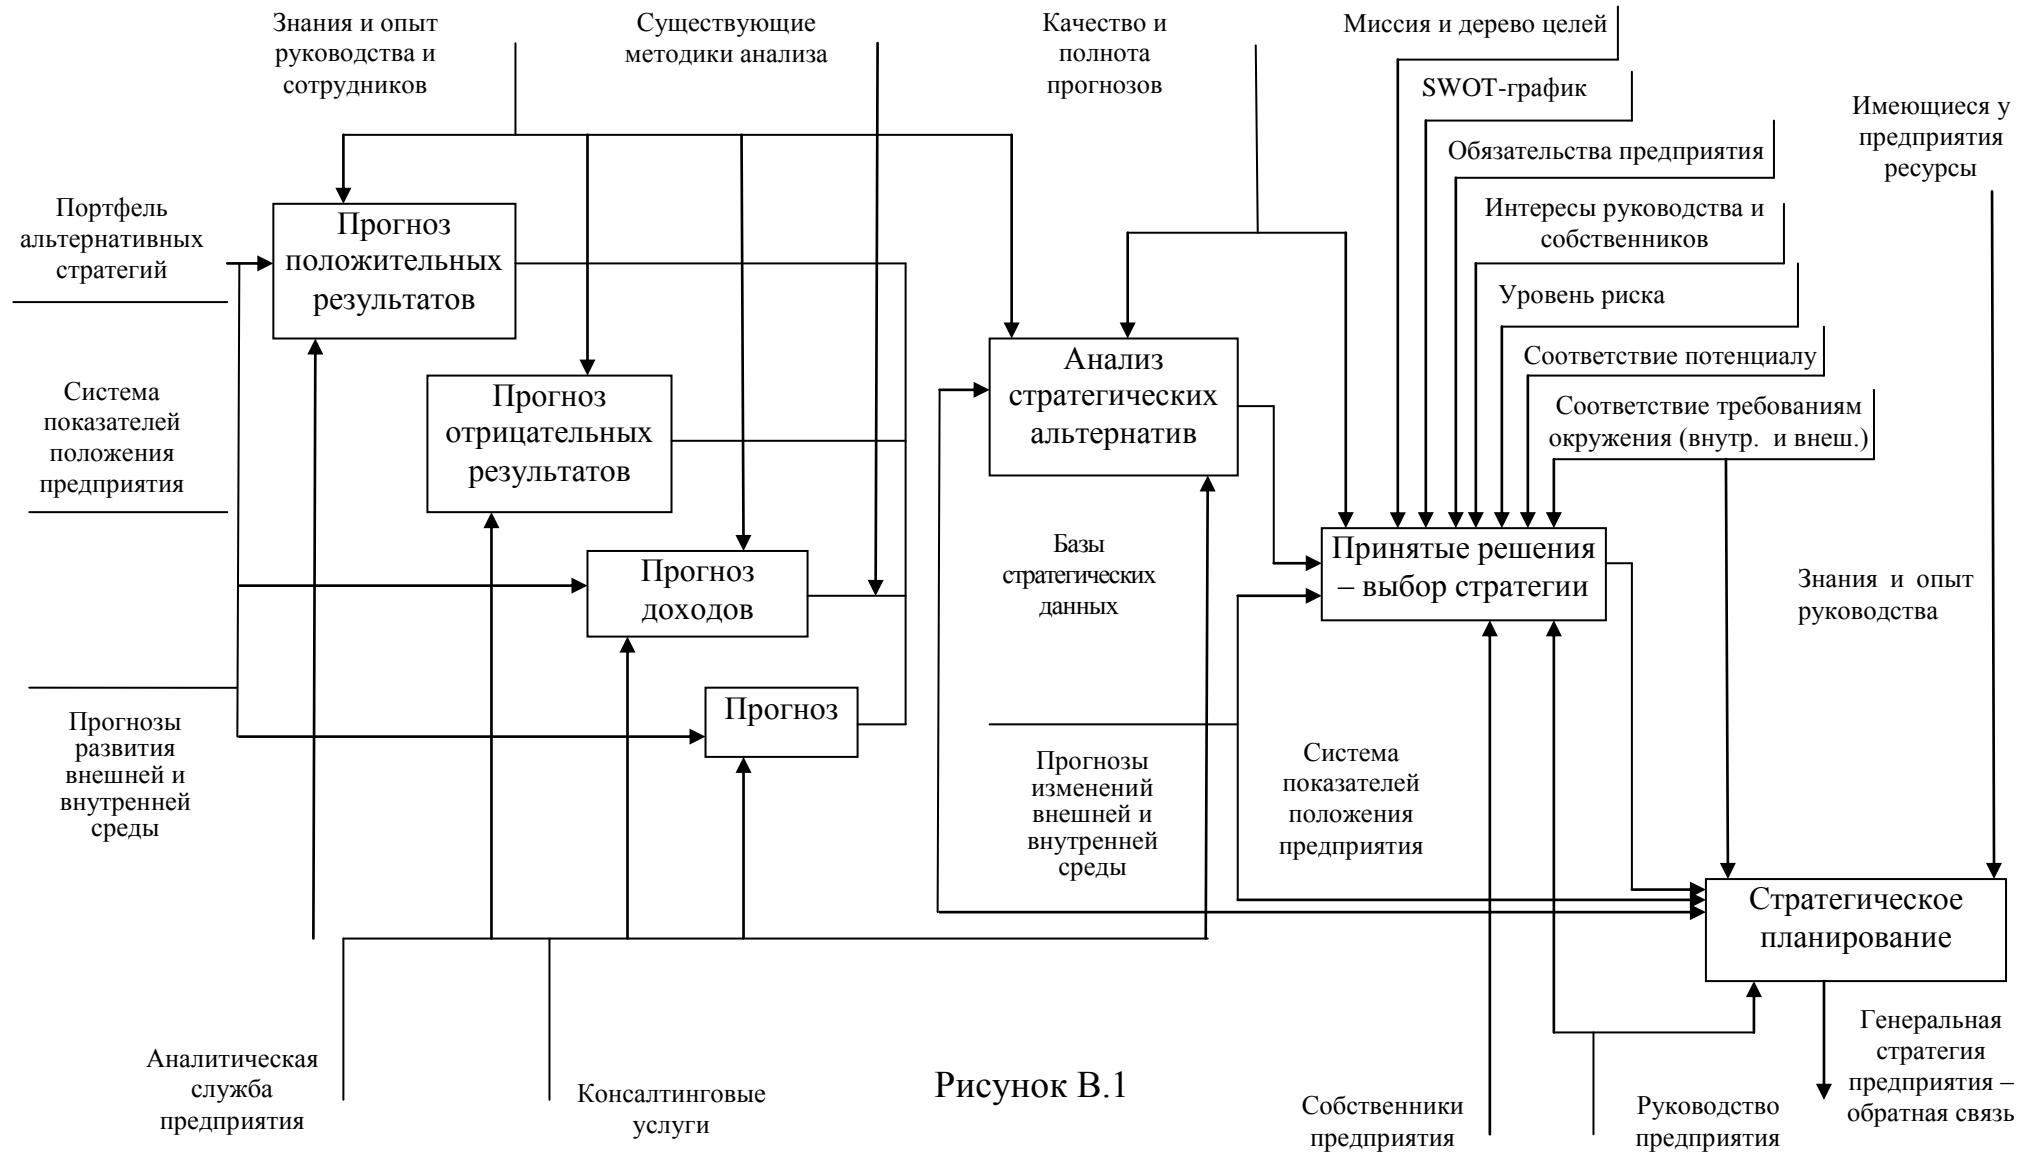 Знания и опыт
руководства и
сотрудников
Существующие
методики анализа
Качество и
полнота
прогнозов
Миссия и дерево целей
SWOT-график
Обязательства предприятия
Интересы руководства и
собственников
Уровень риска
Соответствие потенциалу
Соответствие требованиям
окружения (внутр. и внеш.)
Имеющиеся у
предприятия
ресурсы
Портфель
альтернативных
стратегий
Прогноз
положительных
результатов
Система
показателей
положения
предприятия
Прогноз
отрицательных
результатов
Анализ
стратегических
альтернатив
Прогноз
доходов
Базы
стратегических
данных
Принятые решения
– выбор стратегии
Знания и опыт
руководства
Прогноз
Прогнозы
развития
внешней и
внутренней
среды
Прогнозы
изменений
внешней и
внутренней
среды
Система
показателей
положения
предприятия
Стратегическое
планирование
Аналитическая
служба
предприятия
Консалтинговые
услуги
Рисунок В.1
Собственники
предприятия
Руководство
предприятия
Генеральная
стратегия
предприятия –
обратная связь